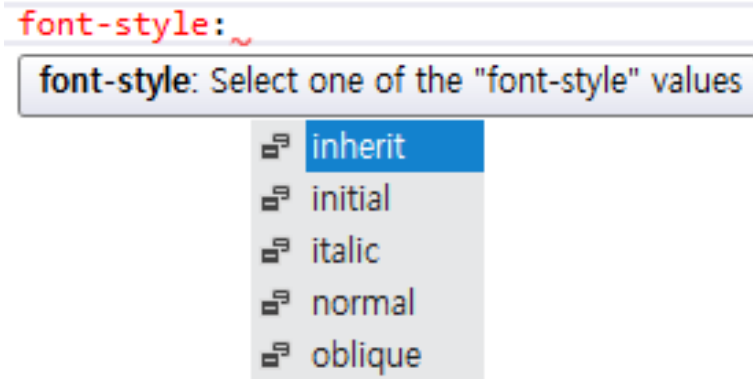 font-style:
font-style: Select one of the "font-style" values
inherit
initial
italic
normal
oblique